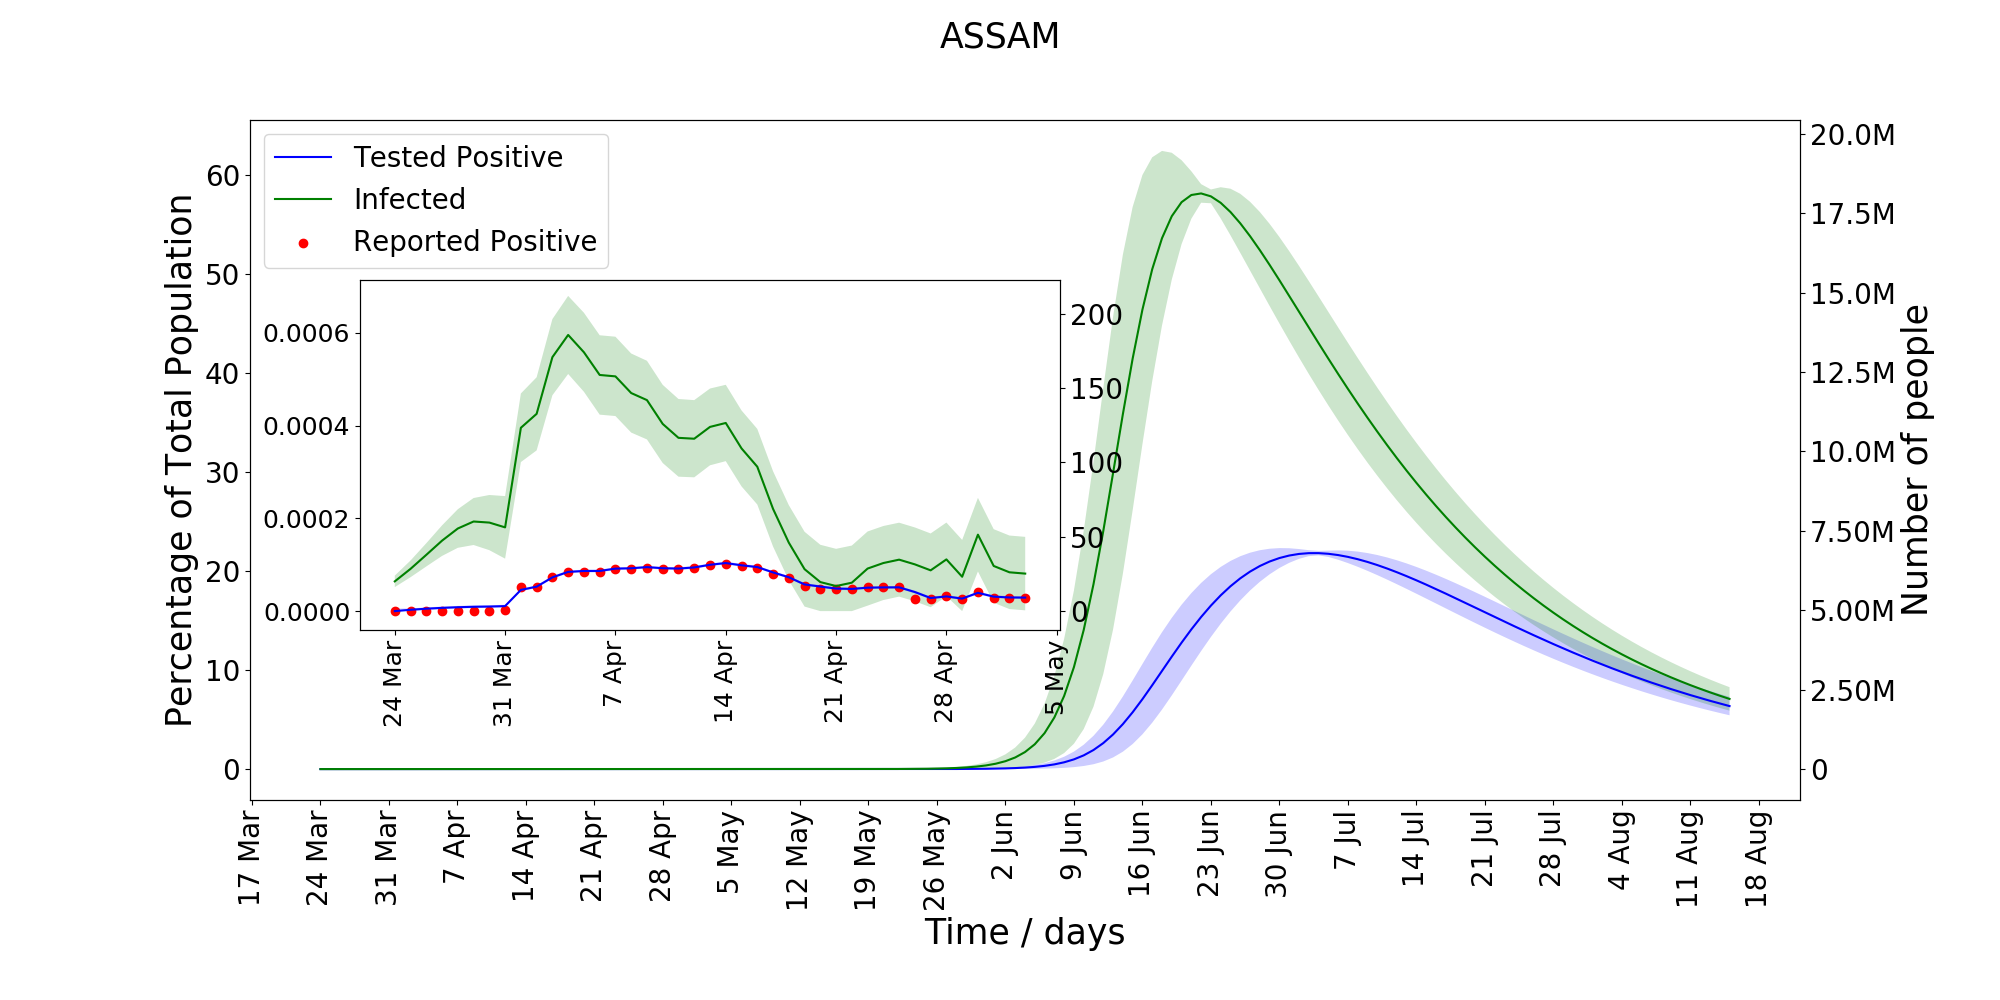 ASSAM
Tested Positive
Infected
Reported Positive
Percentage of Total Population
60
50
40
30
20
10
0
20.0M
17.5M
15.0M
12.5M
10.0M
7.50M
5.00M
2.50M
0
Number of people
0.0006
0.0004
0.0002
0.0000
200
150
100
50
0
24 Mar
31 Mar
7 Apr
14 Apr
21 Apr
28 Apr
5 May
17 Mar
24 Mar
31 Mar
7 Apr
14 Apr
21 Apr
28 Apr
5 May
12 May
19 May
26 May
2 Jun
9 Jun
16 Jun
23 Jun
30 Jun
7 Jul
14 Jul
21 Jul
28 Jul
4 Aug
11 Aug
18 Aug
Time / days